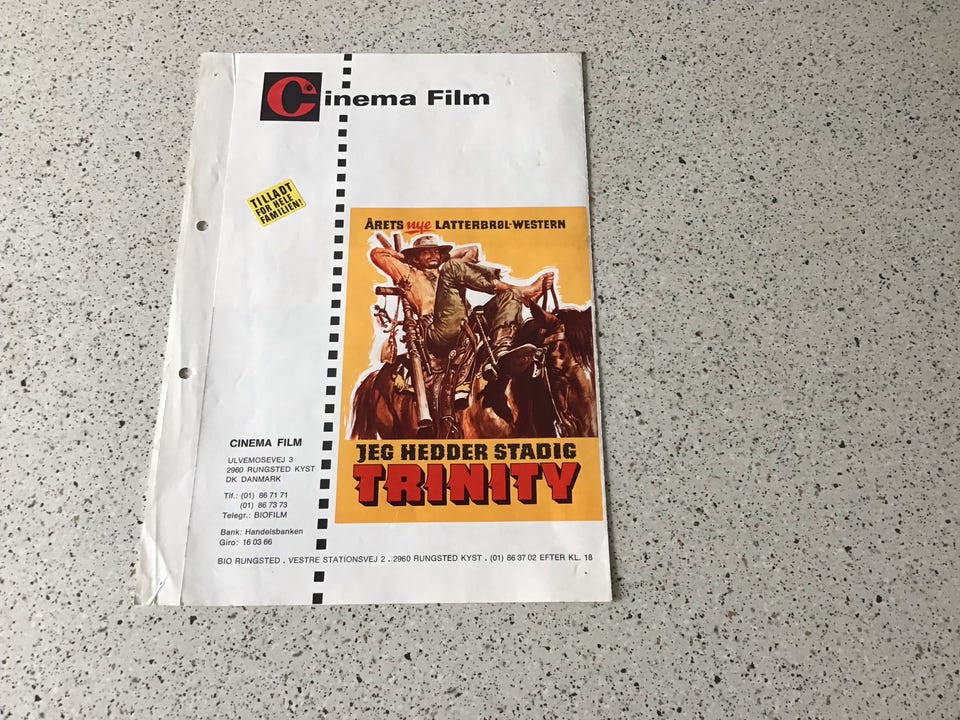 Cinema Film
TILLADT
FOR HELE
FAMILIEN!
ÅRETS nye LATTERBRØL-WESTERN
JEG HEDDER STADIG
TRINITY
CINEMA FILM
ULVEMOSEVEJ 3
2960 RUNGSTED KYST
DK DANMARK
Tlf.: (01) 86 71 71
(01) 86 73 73
Telegr.: BIOFILM
Bank: Handelsbanken
Giro: 16 03 66
BIO RUNGSTED . VESTRE STATIONSVEJ 2 . 2960 RUNGSTED KYST . (01) 86 37 02 EFTER KL. 18